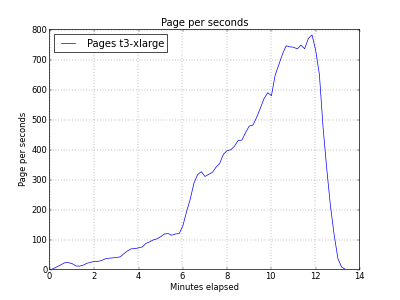 Page per seconds
Pages t3-xlarge
800
700
600
500
400
300
200
100
0
Page per seconds
0 2 4 6 8 10 12 14
Minutes elapsed